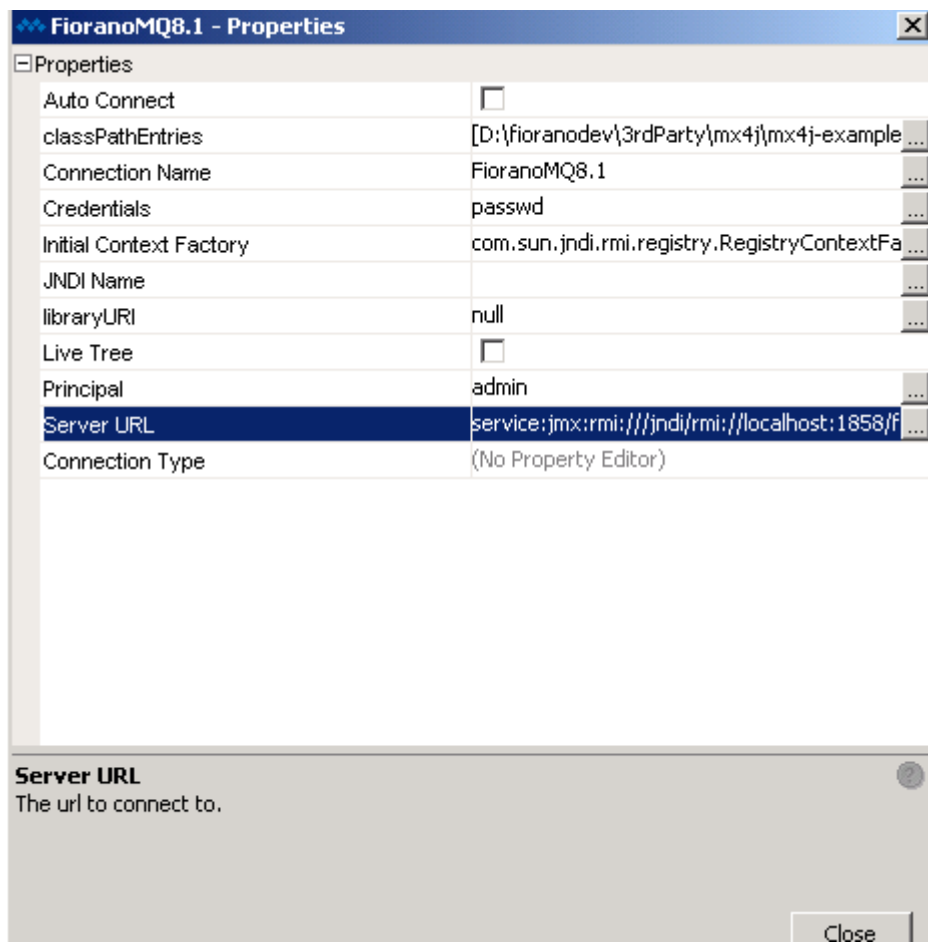 FioranoMQ8.1 - Properties
Properties
Auto Connect
classPathEntries [D:\fioranodev\3rdParty\mx4j\mx4j-example ...
Connection Name FioranoMQ8.1 ...
Credentials passwd ...
Initial Context Factory com.sun.jndi.rmi.registry.RegistryContextFa ...
JNDI Name ...
libraryURI null ...
Live Tree
Principal admin ...
Server URL service:jmx:rmi:///jndi/rmi://localhost:1858/f ...
Connection Type (No Property Editor)
Server URL
The url to connect to.
Close